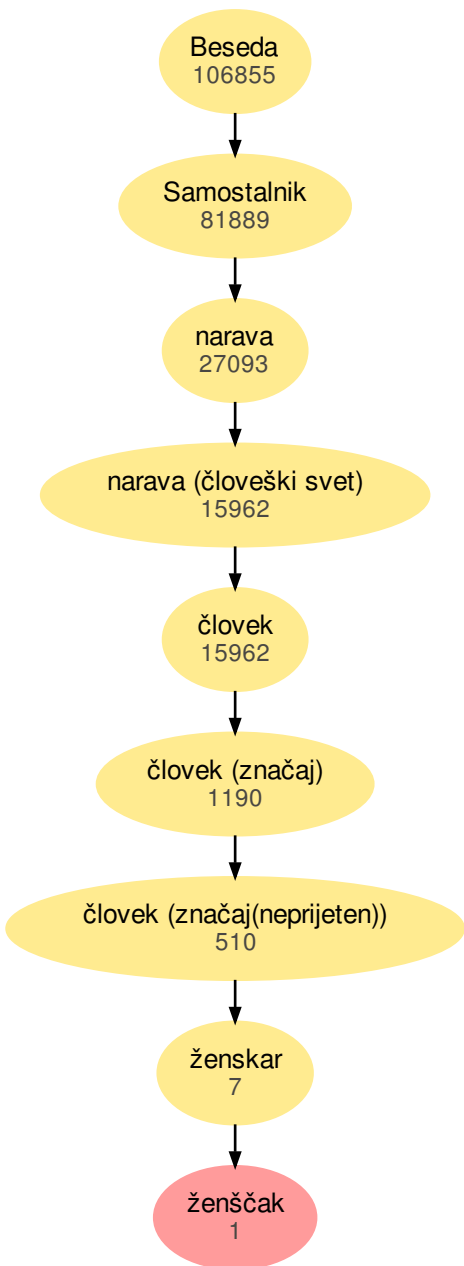 Beseda
106855
Samostalnik
81889
narava
27093
narava (človeški svet)
15962
človek
15962
človek (značaj)
1190
človek (značaj(neprijeten))
510
ženskar
7
ženščak
1